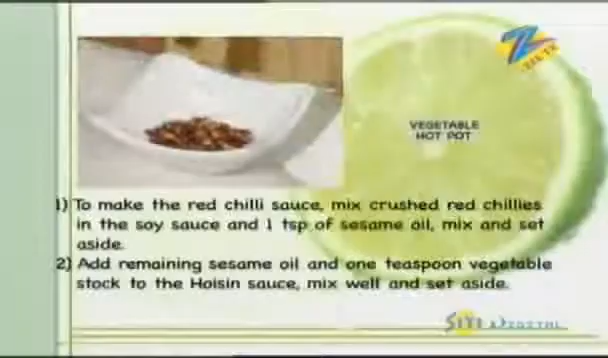 VEGETABLE
HOT POT
1) To make the red chilli sauce, mix crushed red chillies
in the soy sauce and 1 tsp of sesame oil, mix and set
aside.
2) Add remaining sesame oil and one teaspoon vegetable
stock to the Hoisin sauce, mix well and set aside.